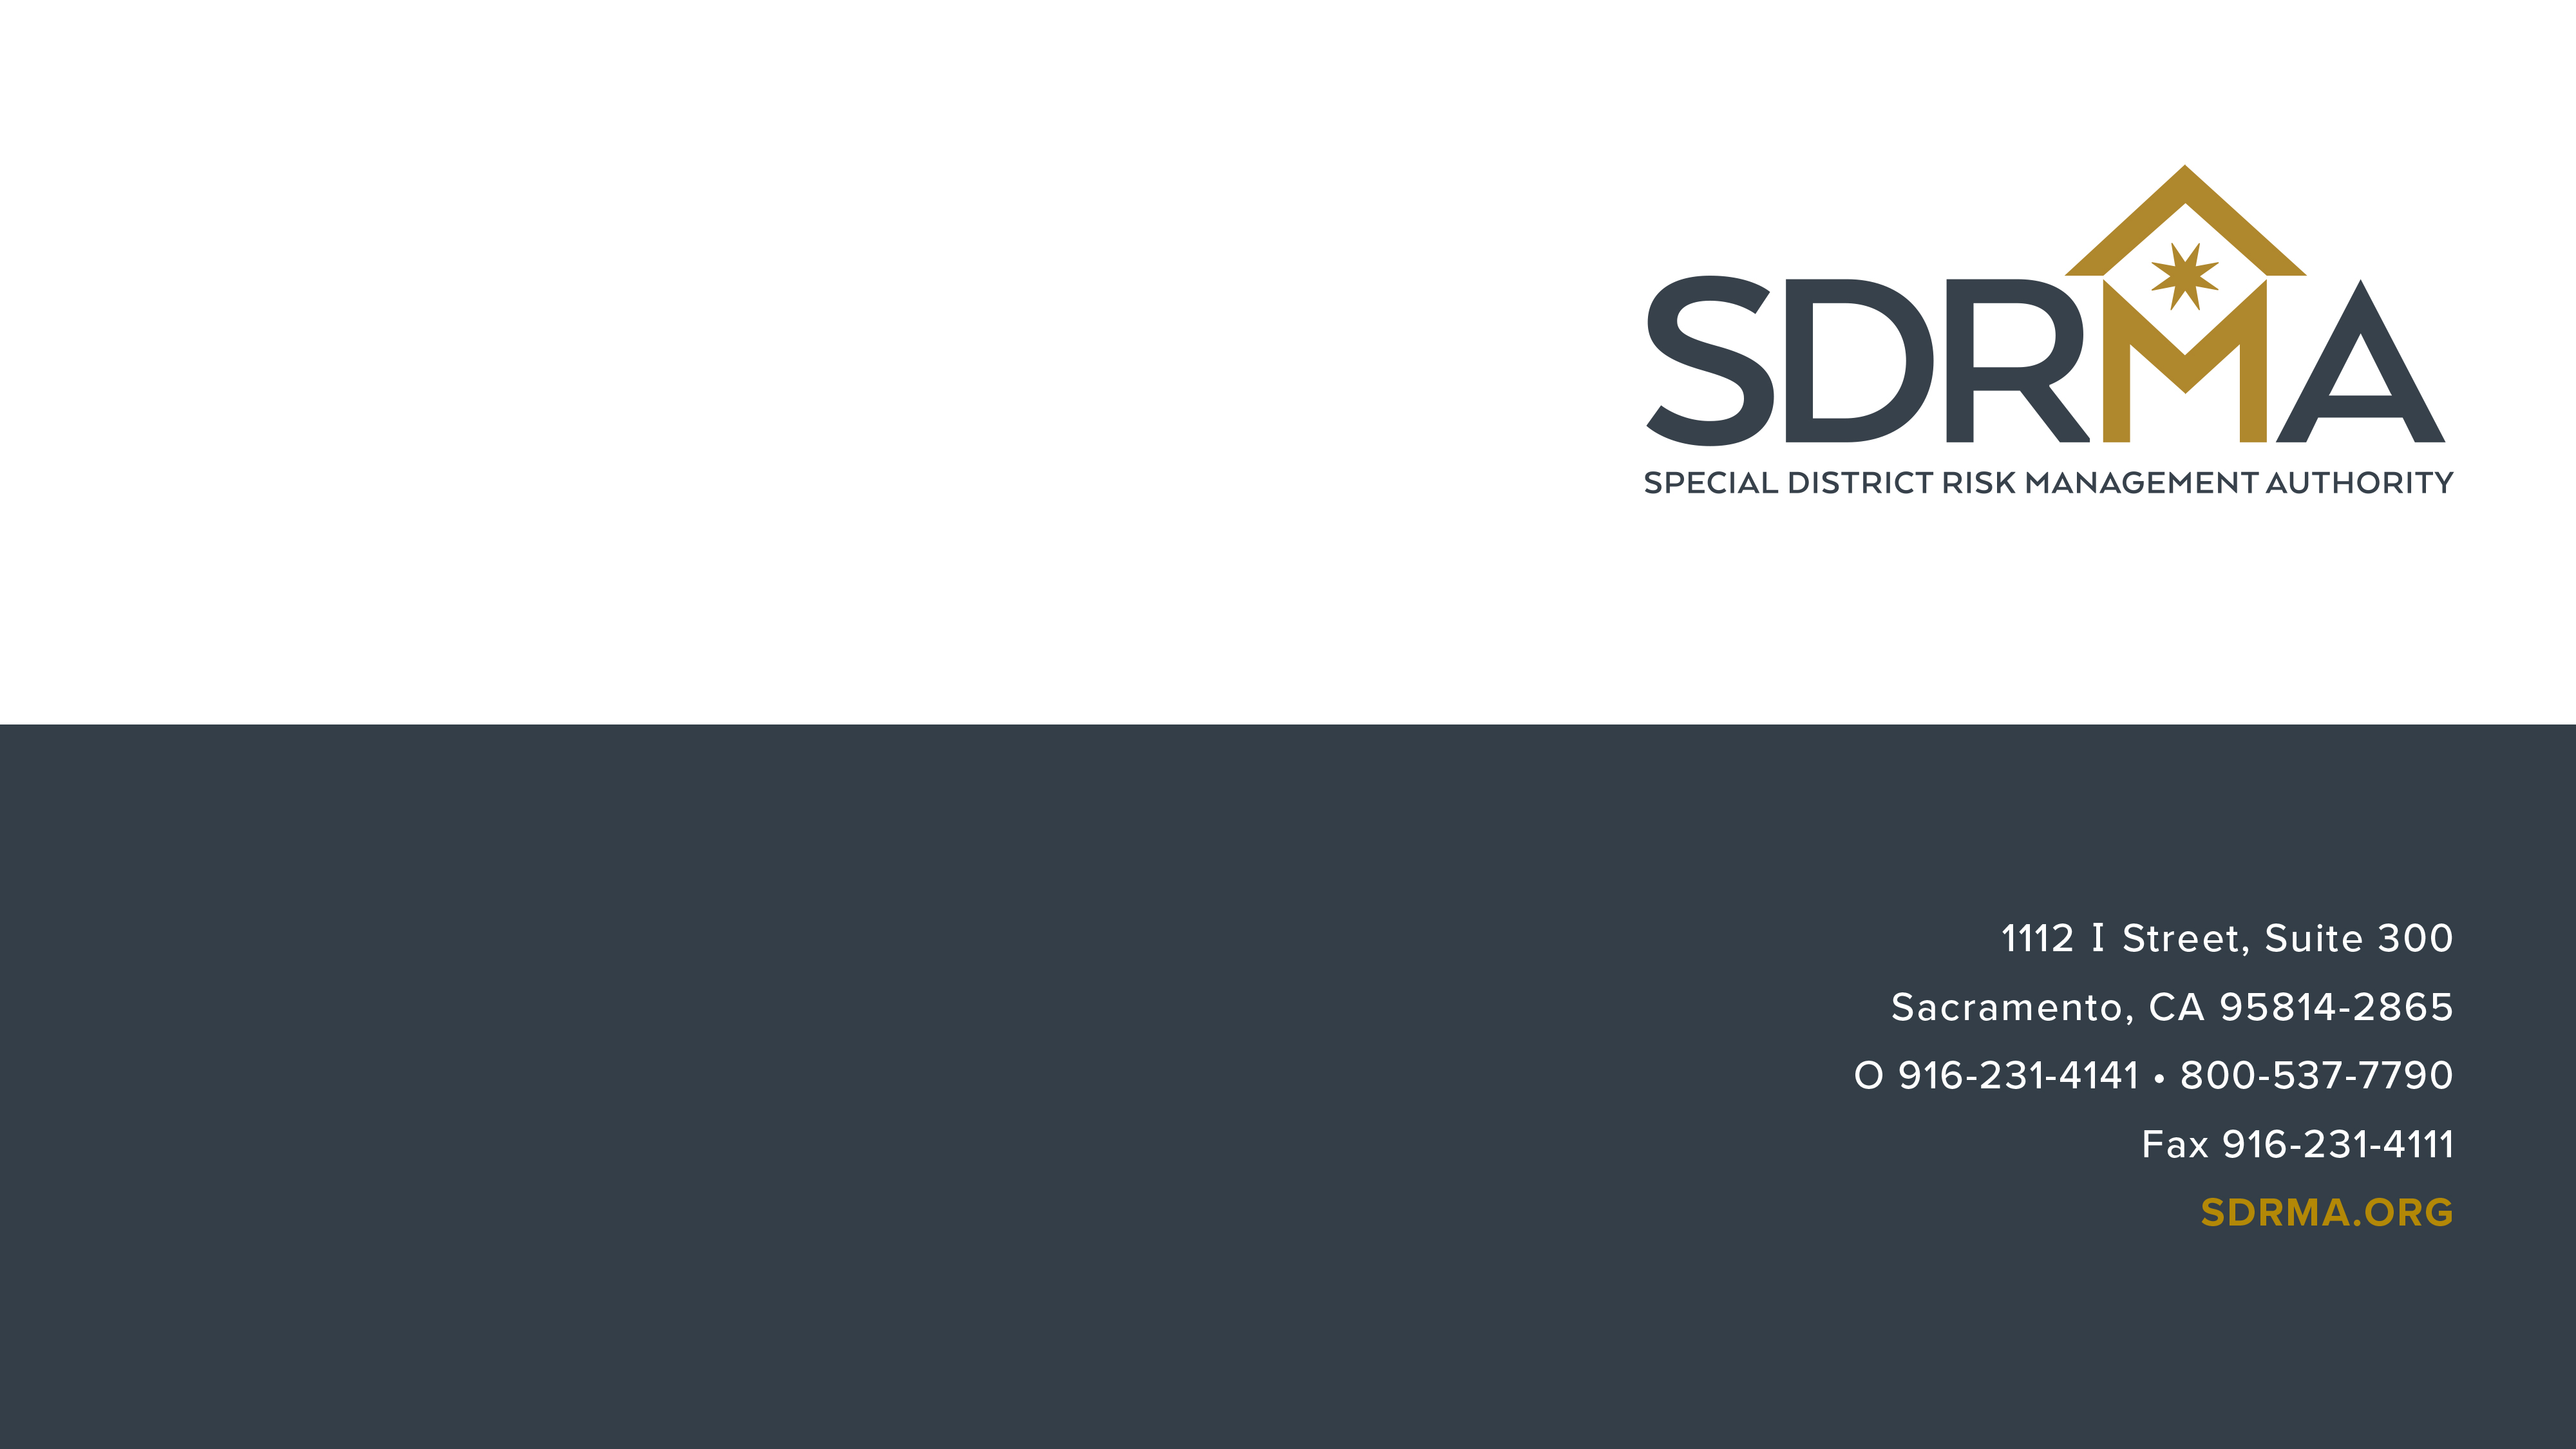 SDRMA
SPECIAL DISTRICT RISK MANAGEMENT AUTHORITY
1112 I Street, Suite 300
Sacramento, CA 95814-2865
O 916-231-4141 • 800-537-7790
Fax 916-231-4111
SDRMA.ORG